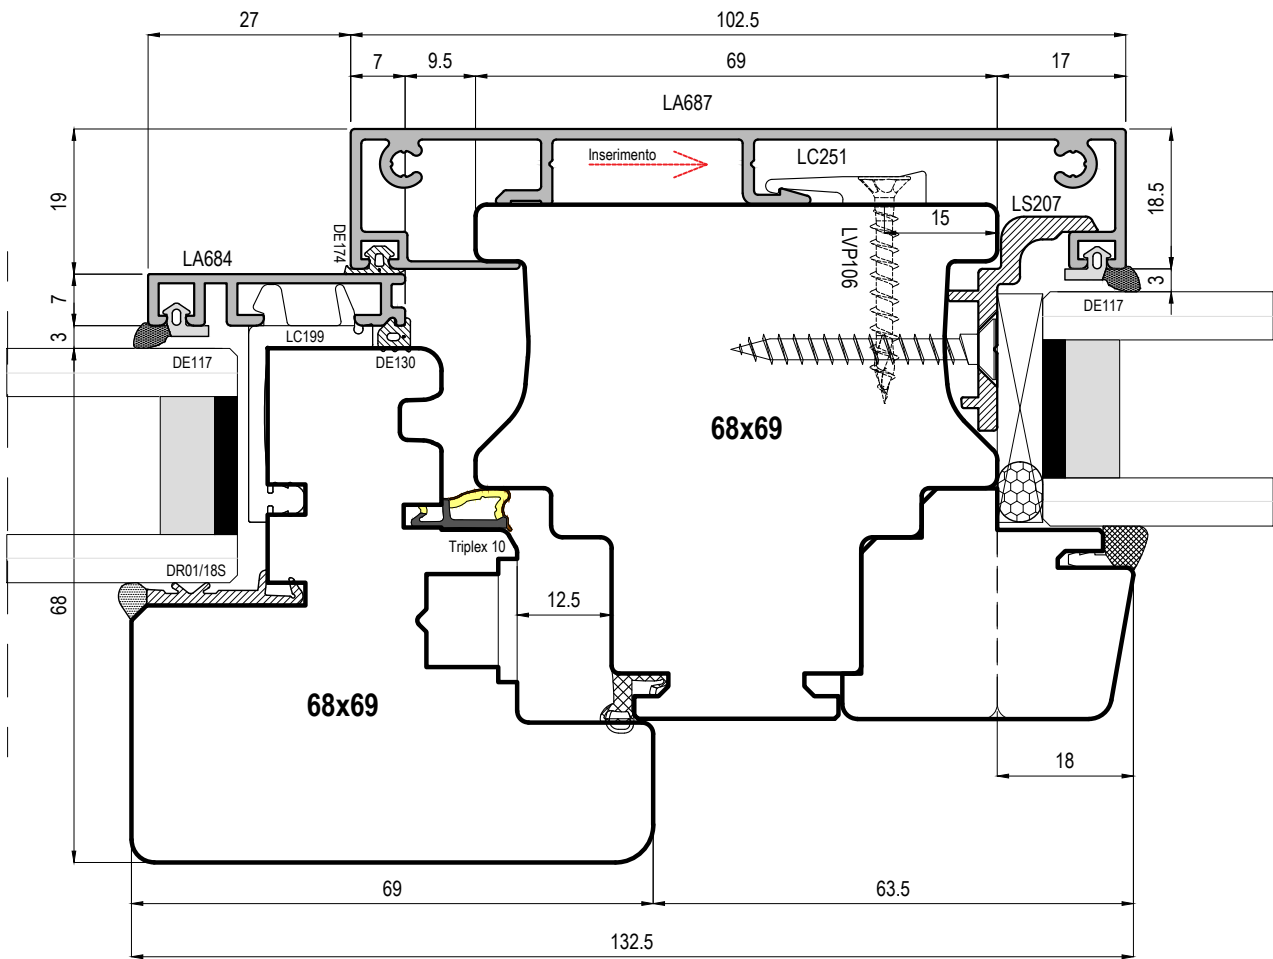 27
102.5
7
9.5
69
17
LA687
Inserimento
LC251
19
18.5
LS207
15
DE174
LVP106
LA684
3
7
DE117
3
LC199
DE117
DE130
68x69
Triplex 10
DR01/18S
68
12.5
68x69
18
69
63.5
132.5